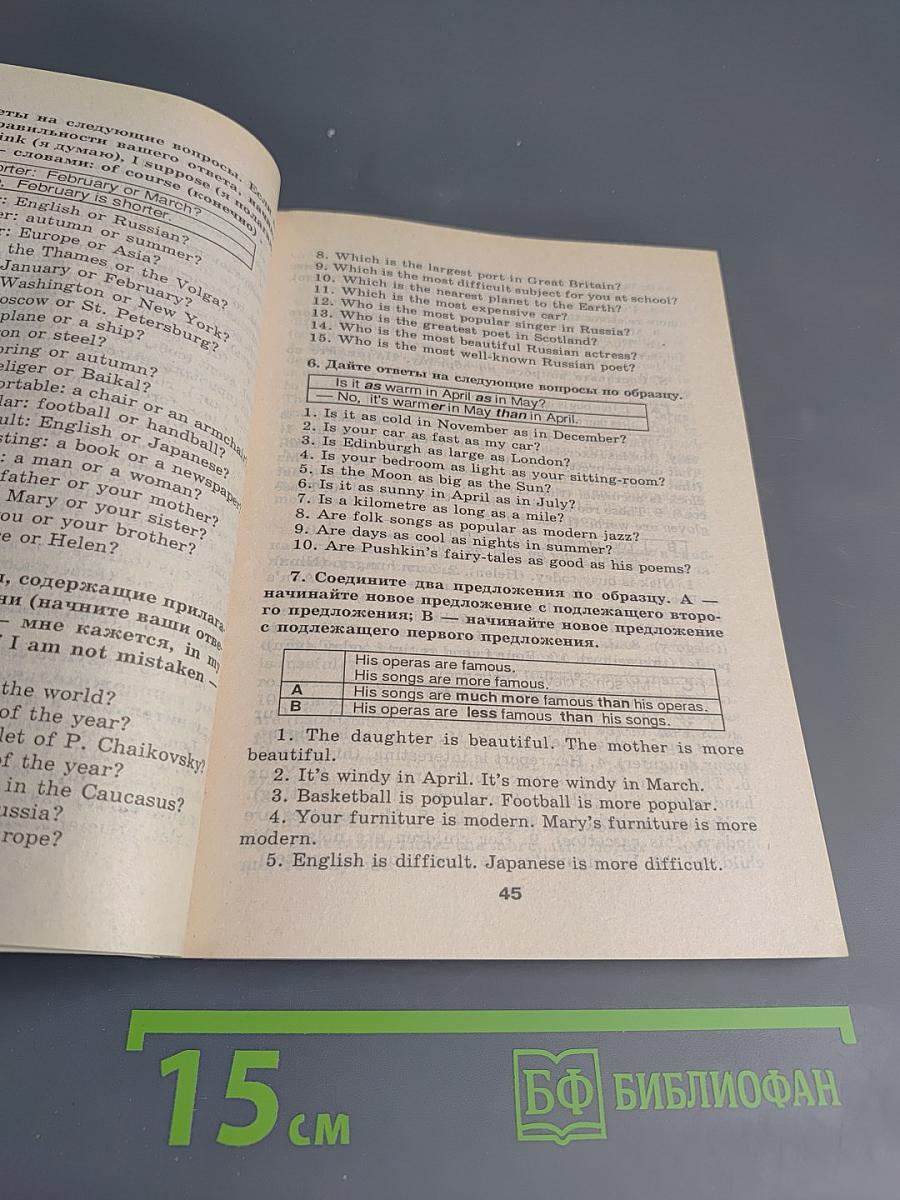 еты на следующие вопросы. Если
равильности вашего ответа, начни
ink (я думаю), I suppose (я полага
— словами: of course (конечно).
orter: February or March?
February is shorter.
: English or Russian?
er: autumn or summer?
r: Europe or Asia?
the Thames or the Volga?
January or February?
Washington or New York?
oscow or St. Petersburg?
plane or a ship?
on or steel?
oring or autumn?
eliger or Baikal?
ortable: a chair or an armchair
lar: football or handball?
ult: English or Japanese?
sting: a book or a newspaper
: a man or a woman?
father or your mother?
Mary or your sister?
you or your brother?
e or Helen?
, содержащие прилага
ни (начните ваши отве
— мне кажется, in my
I am not mistaken —
the world?
of the year?
let of P. Chaikovsky?
of the year?
in the Caucasus?
ussia?
rope?
8. Which is the largest port in Great Britain?
9. Which is the most difficult subject for you at school?
10. Which is the nearest planet to the Earth?
11. Which is the most expensive car?
12. Who is the most popular singer in Russia?
13. Who is the greatest poet in Scotland?
14. Who is the most beautiful Russian actress?
15. Who is the most well-known Russian poet?
6. Дайте ответы на следующие вопросы по образцу.
Is it as warm in April as in May?
— No, it's warmer in May than in April.
1. Is it as cold in November as in December?
2. Is your car as fast as my car?
3. Is Edinburgh as large as London?
4. Is your bedroom as light as your sitting-room?
5. Is the Moon as big as the Sun?
6. Is it as sunny in April as in July?
7. Is a kilometre as long as a mile?
8. Are folk songs as popular as modern jazz?
9. Are days as cool as nights in summer?
10. Are Pushkin's fairy-tales as good as his poems?
7. Соедините два предложения по образцу. А —
начинайте новое предложение с подлежащего второ-
го предложения; В — начинайте новое предложение
с подлежащего первого предложения.
His operas are famous.
His songs are more famous.
A His songs are much more famous than his operas.
B His operas are less famous than his songs.
1. The daughter is beautiful. The mother is more
beautiful.
2. It's windy in April. It's more windy in March.
3. Basketball is popular. Football is more popular.
4. Your furniture is modern. Mary's furniture is more
modern.
5. English is difficult. Japanese is more difficult.
45
15 см
БФ БИБЛИОФАН